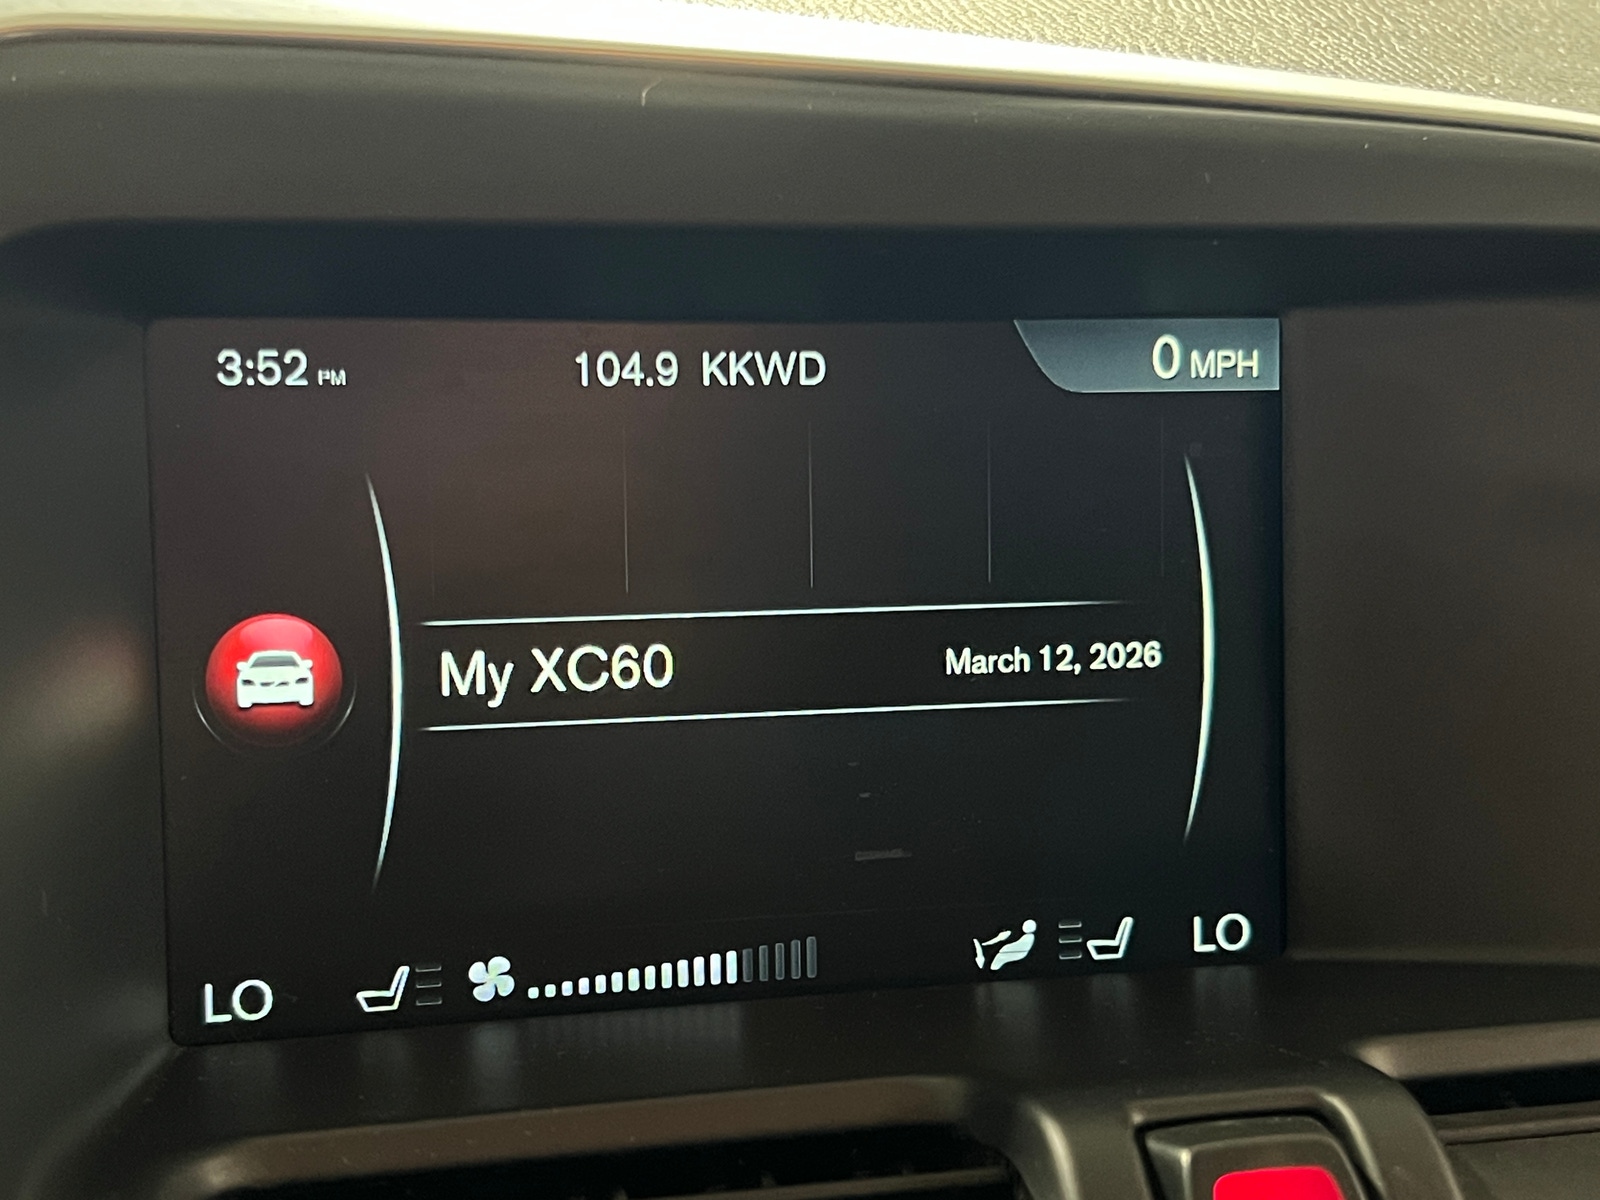 3:52 PM 104.9 KKWD 0 MPH
My XC60 March 12, 2026
LO LO